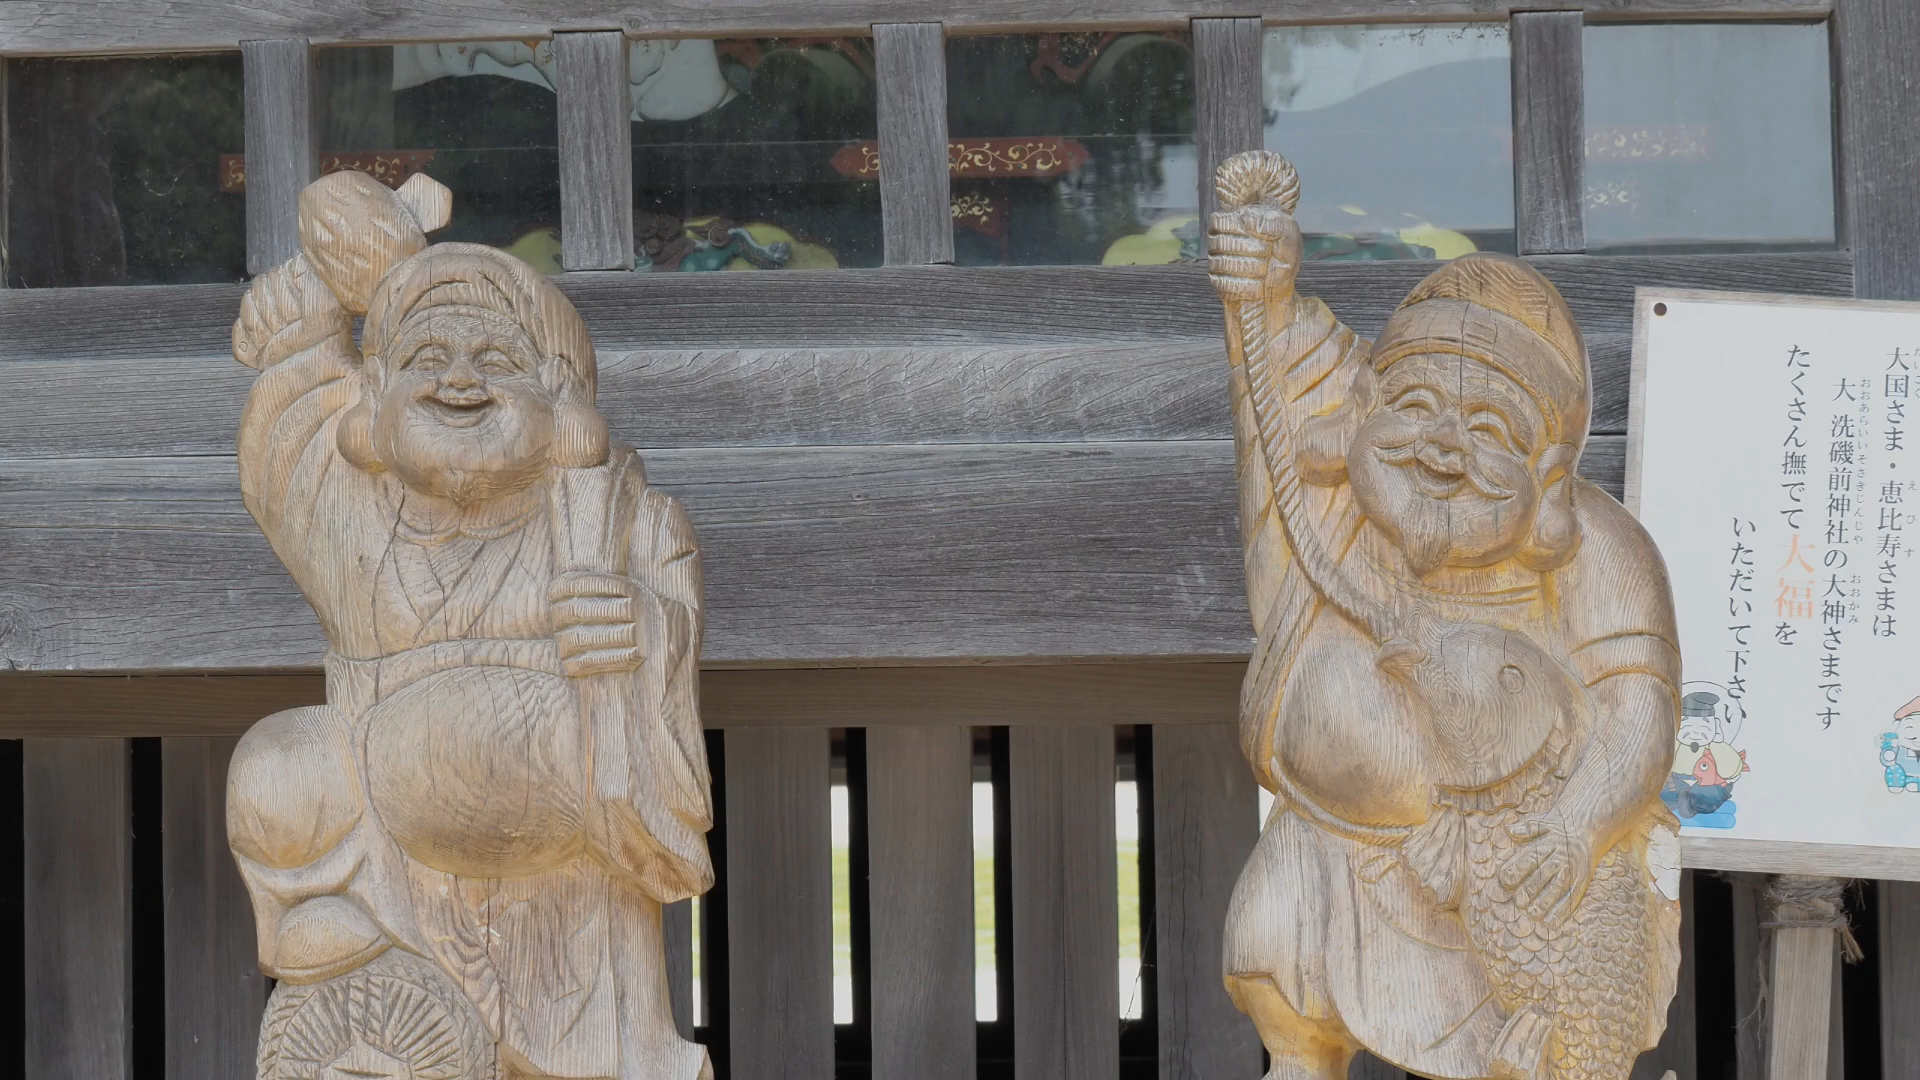 大国さま・恵比寿さまは
大洗磯前神社の大神さまです
たくさん撫でて大福を
いただいて下さい